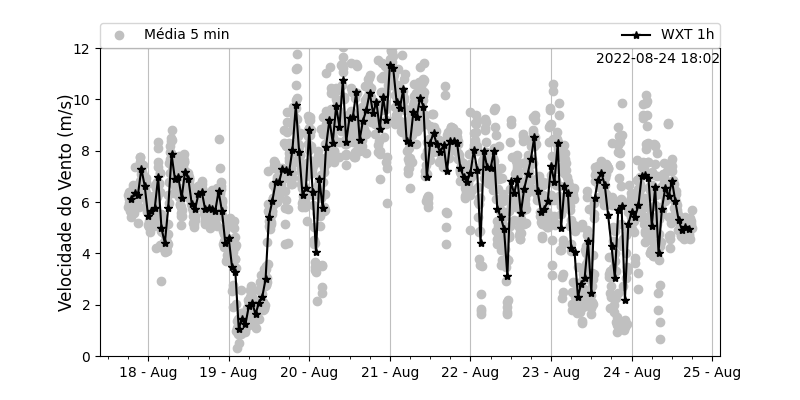 Média 5 min
WXT 1h
2022-08-24 18:02
Velocidade do Vento (m/s)
12
10
8
6
4
2
0
18 - Aug
19 - Aug
20 - Aug
21 - Aug
22 - Aug
23 - Aug
24 - Aug
25 - Aug